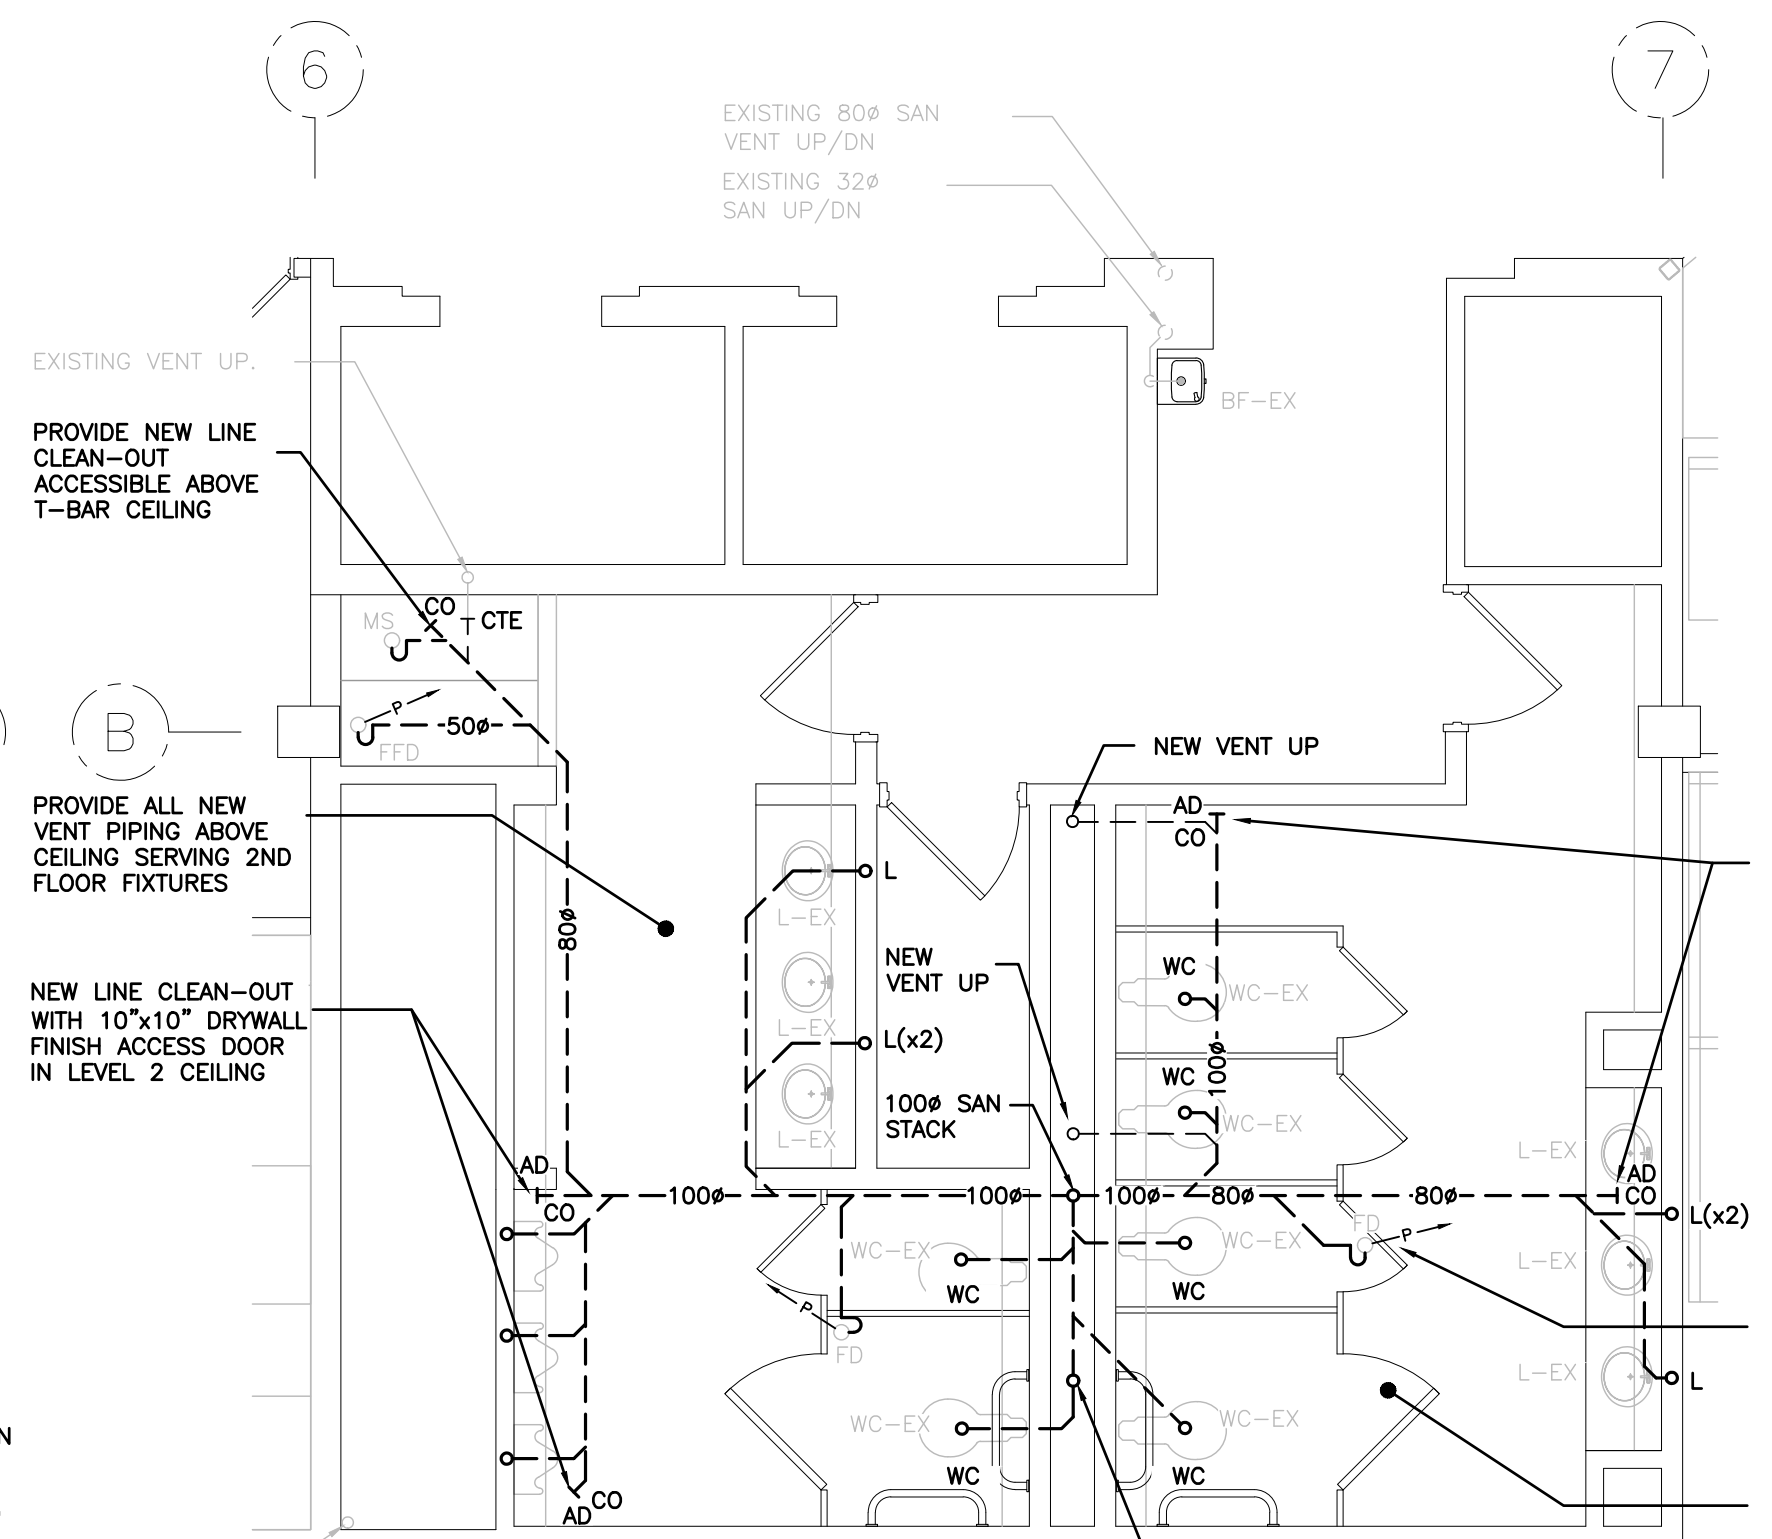 6
7
EXISTING 80ø SAN
VENT UP/DN
EXISTING 32ø
SAN UP/DN
EXISTING VENT UP.
BF-EX
PROVIDE NEW LINE
CLEAN-OUT
ACCESSIBLE ABOVE
T-BAR CEILING
CO
MS
CTE
P
50ø
FFD
B
NEW VENT UP
PROVIDE ALL NEW
VENT PIPING ABOVE
CEILING SERVING 2ND
FLOOR FIXTURES
AD
CO
L
L-EX
80ø
NEW
VENT UP
WC
WC-EX
NEW LINE CLEAN-OUT
WITH 10"x10" DRYWALL
FINISH ACCESS DOOR
IN LEVEL 2 CEILING
L-EX
L(x2)
100ø
WC
WC-EX
100ø SAN
STACK
L-EX
L-EX
AD
CO
100ø
100ø
100ø
80ø
80ø
AD
CO
L(x2)
FD
P
WC-EX
WC-EX
L-EX
WC
WC
P
FD
L-EX
L
WC-EX
WC-EX
N
WC
WC
CO
AD